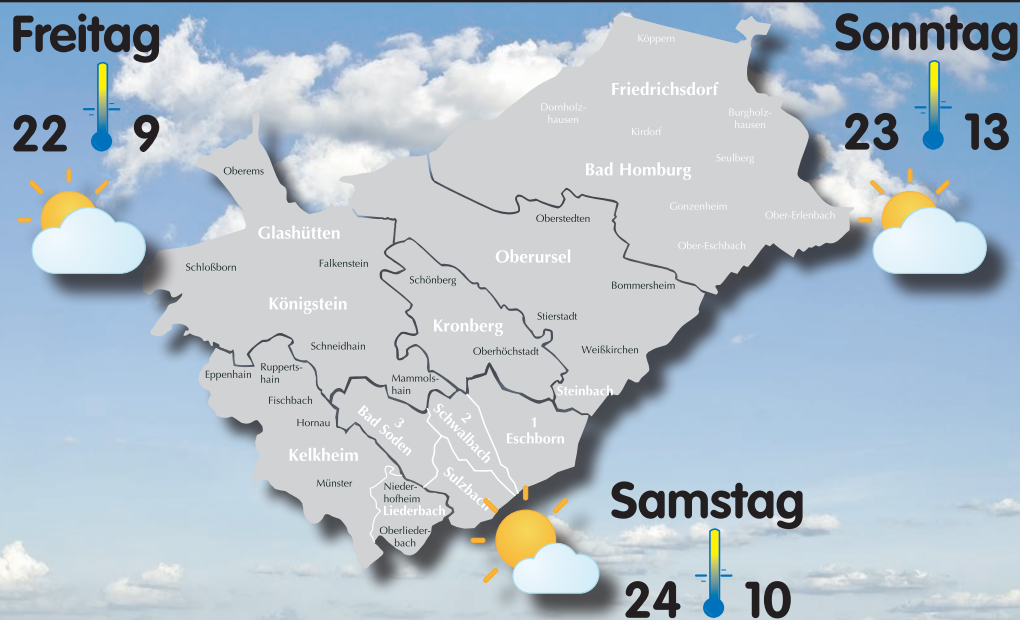 Freitag
22 9
Sonntag
23 13
Köppern
Friedrichsdorf
Dornholz-
hausen
Burgholz-
hausen
Kirdorf
Seulberg
Bad Homburg
Oberems
Gonzenheim
Ober-Erlenbach
Oberstedten
Glashütten
Ober-Eschbach
Oberursel
Schloßborn
Falkenstein
Schönberg
Bommersheim
Königstein
Stierstadt
Kronberg
Schneidhain
Oberhöchstadt
Weißkirchen
Eppenhain
Rupperts-
hain
Mammols-
hain
Steinbach
Fischbach
Hornau
3
Bad Soden
2
Schwalbach
1
Eschborn
Kelkheim
Münster
Sulzbach
Nieder-
hofheim
Liederbach
Oberlieder-
bach
Samstag
24 10